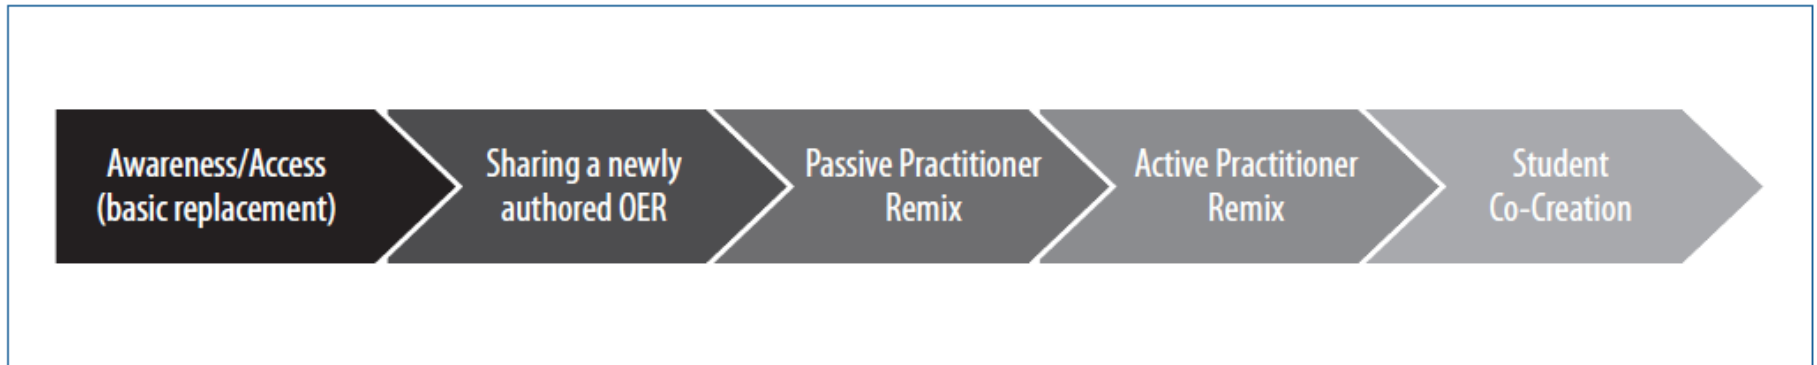 Awareness/Access
(basic replacement)
Sharing a newly
authored OER
Passive Practitioner
Remix
Active Practitioner
Remix
Student
Co-Creation